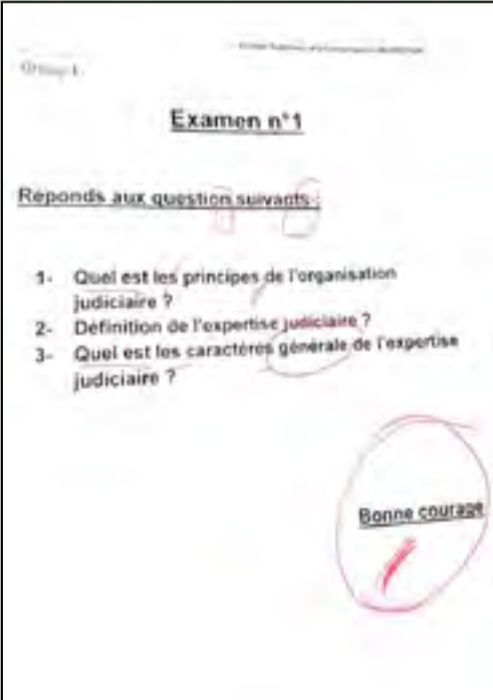 Examen n°1
Réponds aux question suivants :
1- Quel est les principes de l'organisation
judiciaire ?
2- Définition de l'expertise judiciaire ?
3- Quel est les caractères générale de l'expertise
judiciaire ?
Bonne courage